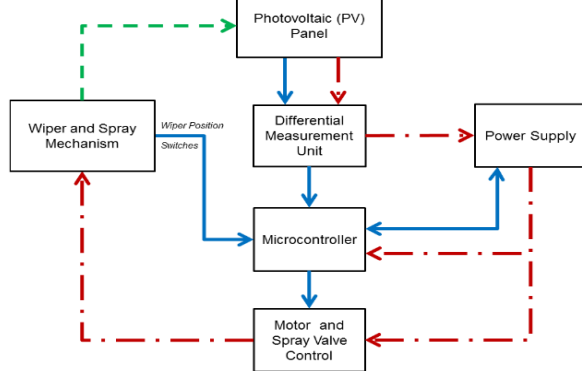 Photovoltaic (PV)
Panel
Wiper and Spray
Mechanism
Wiper Position
Switches
Differential
Measurement
Unit
Power Supply
Microcontroller
Motor and
Spray Valve
Control